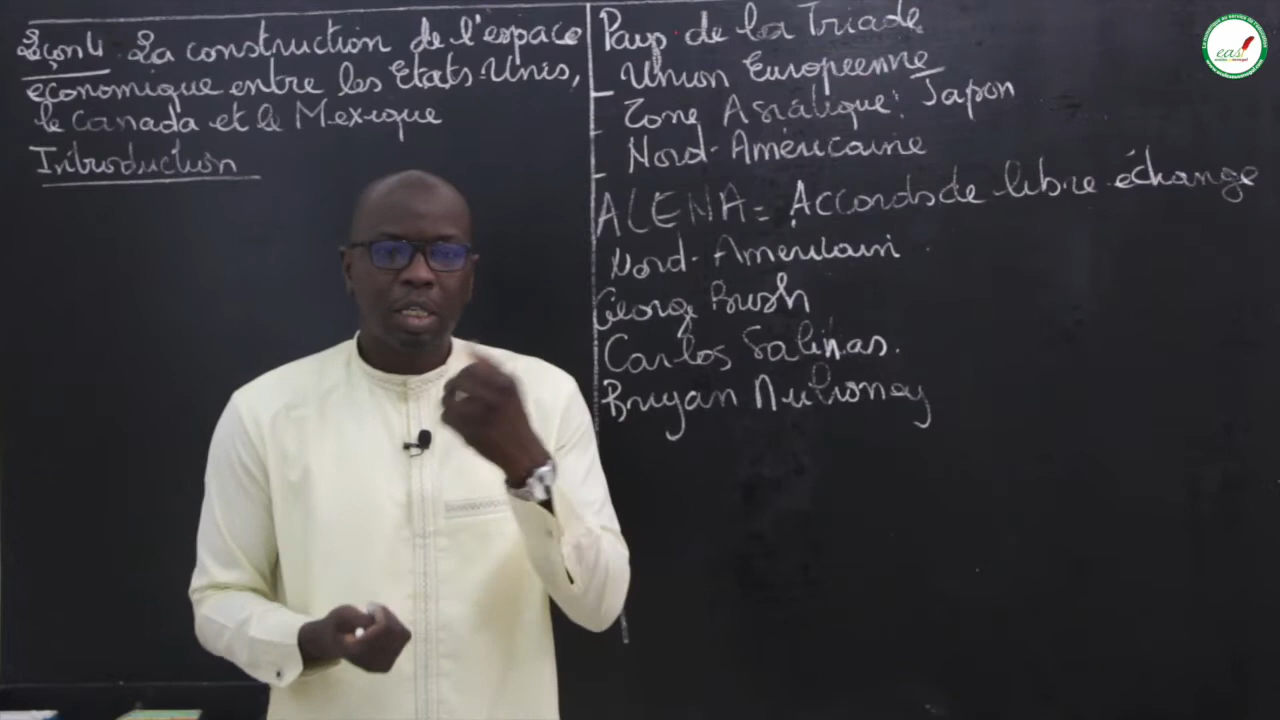 Leçon 4 La construction de l'espace
économique entre les Etats-Unis,
le Canada et le Mexique
Introduction
Pays de la Triade
Union Européenne
Zone Asiatique: Japon
Nord-Américaine
ALENA = Accords de libre échange
Nord-Americain
George Bush
Carlos Salinas.
Bryan Mulroney
eas